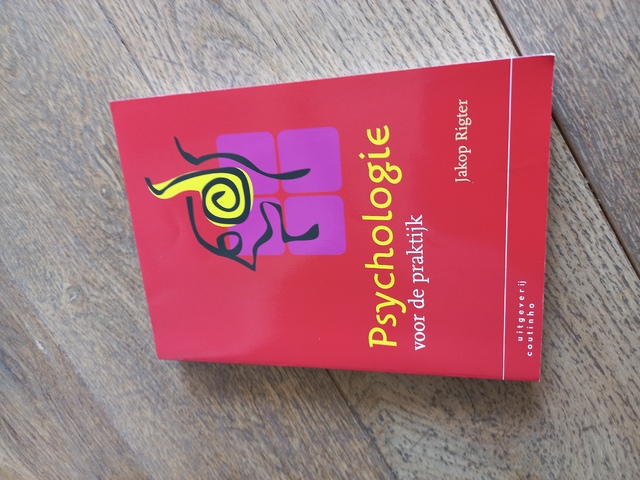 Psychologie
voor de praktijk
Jakop Rigter
uitgeverij
coutinho